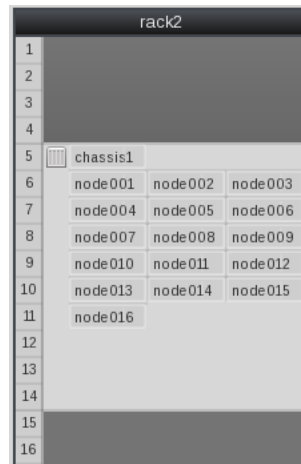 rack2
1
2
3
4
5 chassis1
6 node001 node002 node003
7 node004 node005 node006
8 node007 node008 node009
9 node010 node011 node012
10 node013 node014 node015
11 node016
12
13
14
15
16